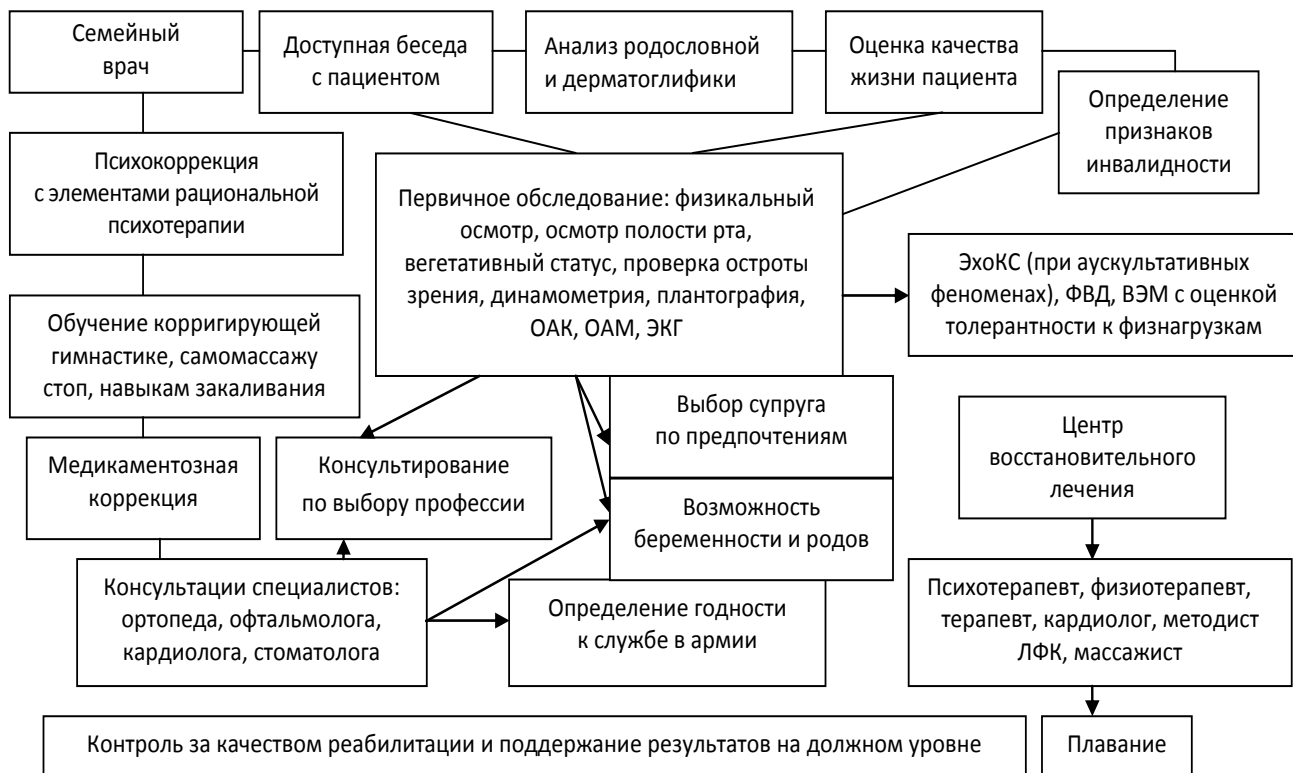 Семейный
врач
Доступная беседа
с пациентом
Анализ родословной
и дерматоглифики
Оценка качества
жизни пациента
Определение
признаков
инвалидности
Психокоррекция
с элементами рациональной
психотерапии
Первичное обследование: физикальный
осмотр, осмотр полости рта,
вегетативный статус, проверка остроты
зрения, динамометрия, плантография,
ОАК, ОАМ, ЭКГ
ЭхоКС (при аускультативных
феноменах), ФВД, ВЭМ с оценкой
толерантности к физнагрузкам
Обучение корригирующей
гимнастике, самомассажу
стоп, навыкам закаливания
Выбор супруга
по предпочтениям
Центр
восстановительного
лечения
Медикаментозная
коррекция
Консультирование
по выбору профессии
Возможность
беременности и родов
Консультации специалистов:
ортопеда, офтальмолога,
кардиолога, стоматолога
Определение годности
к службе в армии
Психотерапевт, физиотерапевт,
терапевт, кардиолог, методист
ЛФК, массажист
Контроль за качеством реабилитации и поддержание результатов на должном уровне
Плавание